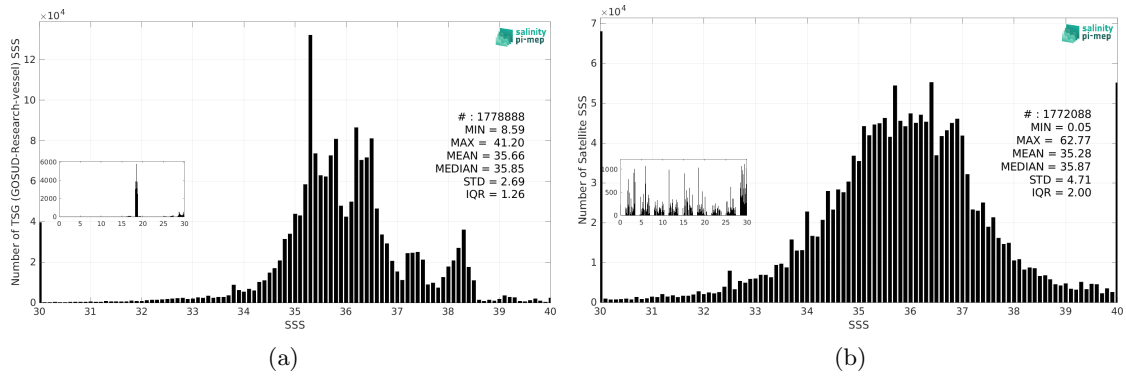 ×10⁴
salinity
pi-mep
Number of TSG (GOSUD-Research-vessel) SSS
12
10
8
6
4
2
0
# : 1778888
MIN = 8.59
MAX = 41.20
MEAN = 35.66
MEDIAN = 35.85
STD = 2.69
IQR = 1.26
6000
4000
2000
0
0 5 10 15 20 25 30
30 31 32 33 34 35 36 37 38 39 40
SSS
(a)
×10⁴
salinity
pi-mep
Number of Satellite SSS
7
6
5
4
3
2
1
0
# : 1772088
MIN = 0.05
MAX = 62.77
MEAN = 35.28
MEDIAN = 35.87
STD = 4.71
IQR = 2.00
1000
500
0
0 5 10 15 20 25 30
30 31 32 33 34 35 36 37 38 39 40
SSS
(b)